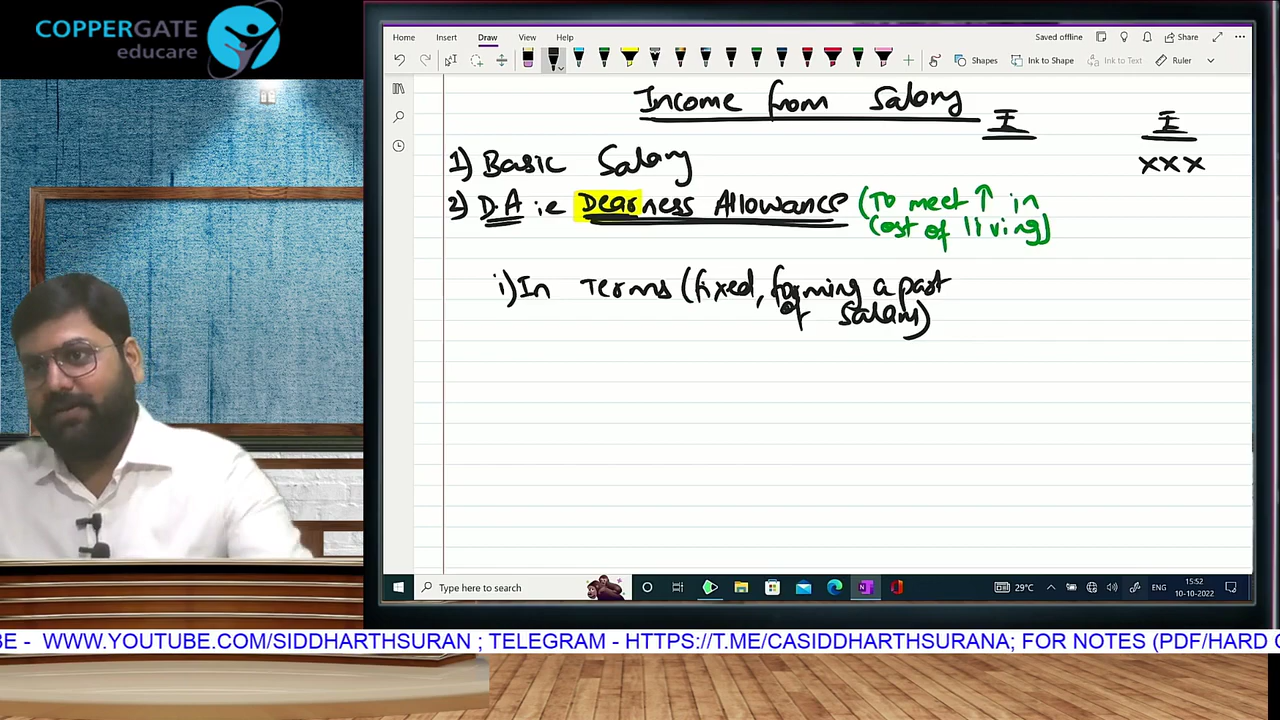 COPPERGATE
educare
Home Insert Draw View Help
Saved offline Share
Shapes Ink to Shape Ink to Text Ruler
Income from Salary
I I
1) Basic Salary XXX
2) D.A ie Dearness Allowance (To meet ↑ in
Cost of living)
i) In Terms (fixed, forming a part
of Salary)
Type here to search
29°C ENG 15:52
10-10-2022
BE - WWW.YOUTUBE.COM/SIDDHARTHSURAN ; TELEGRAM - HTTPS://T.ME/CASIDDHARTHSURANA; FOR NOTES (PDF/HARD C